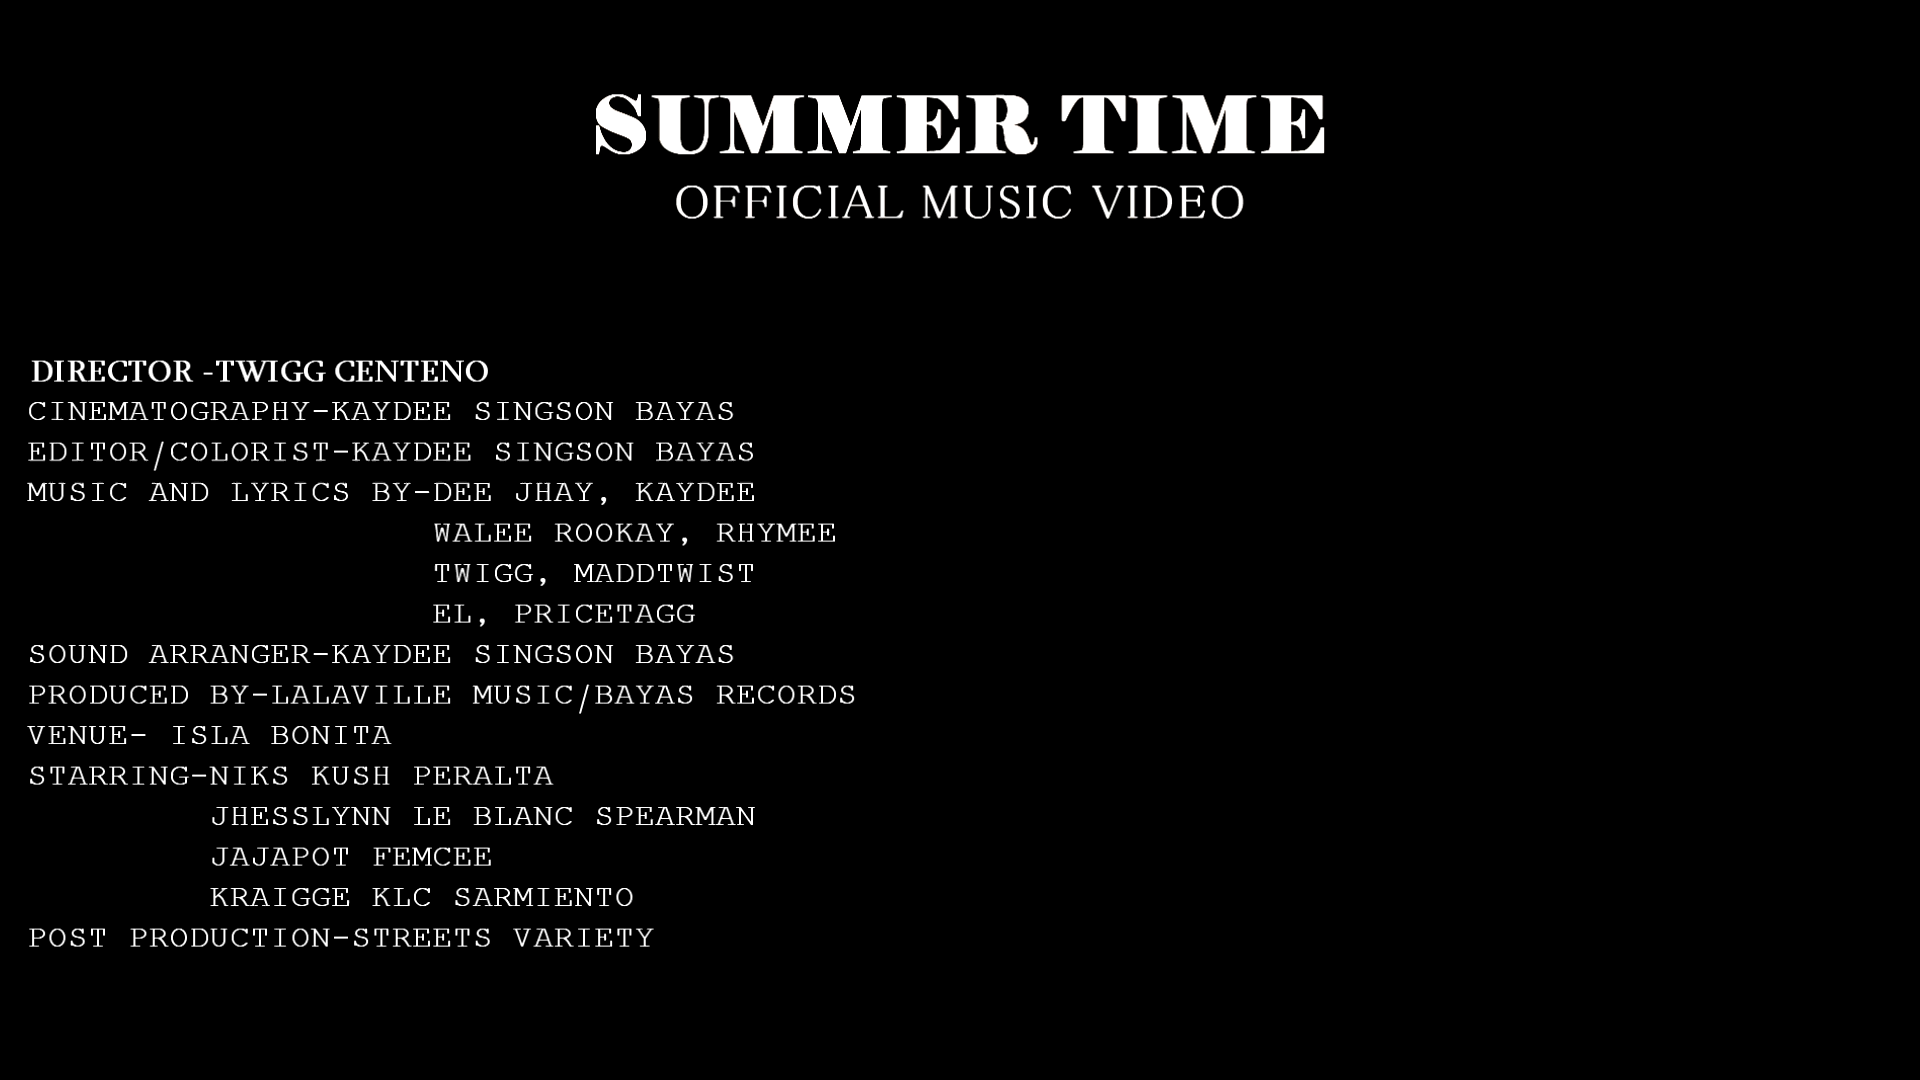 SUMMER TIME
OFFICIAL MUSIC VIDEO
DIRECTOR -TWIGG CENTENO
CINEMATOGRAPHY-KAYDEE SINGSON BAYAS
EDITOR/COLORIST-KAYDEE SINGSON BAYAS
MUSIC AND LYRICS BY-DEE JHAY, KAYDEE
WALEE ROOKAY, RHYMEE
TWIGG, MADDTWIST
EL, PRICETAGG
SOUND ARRANGER-KAYDEE SINGSON BAYAS
PRODUCED BY-LALAVILLE MUSIC/BAYAS RECORDS
VENUE- ISLA BONITA
STARRING-NIKS KUSH PERALTA
JHESSLYNN LE BLANC SPEARMAN
JAJAPOT FEMCEE
KRAIGGE KLC SARMIENTO
POST PRODUCTION-STREETS VARIETY